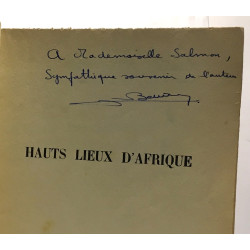 A Mademoiselle Salmon,
Sympathique souvenir de l'auteur
HAUTS LIEUX D'AFRIQUE